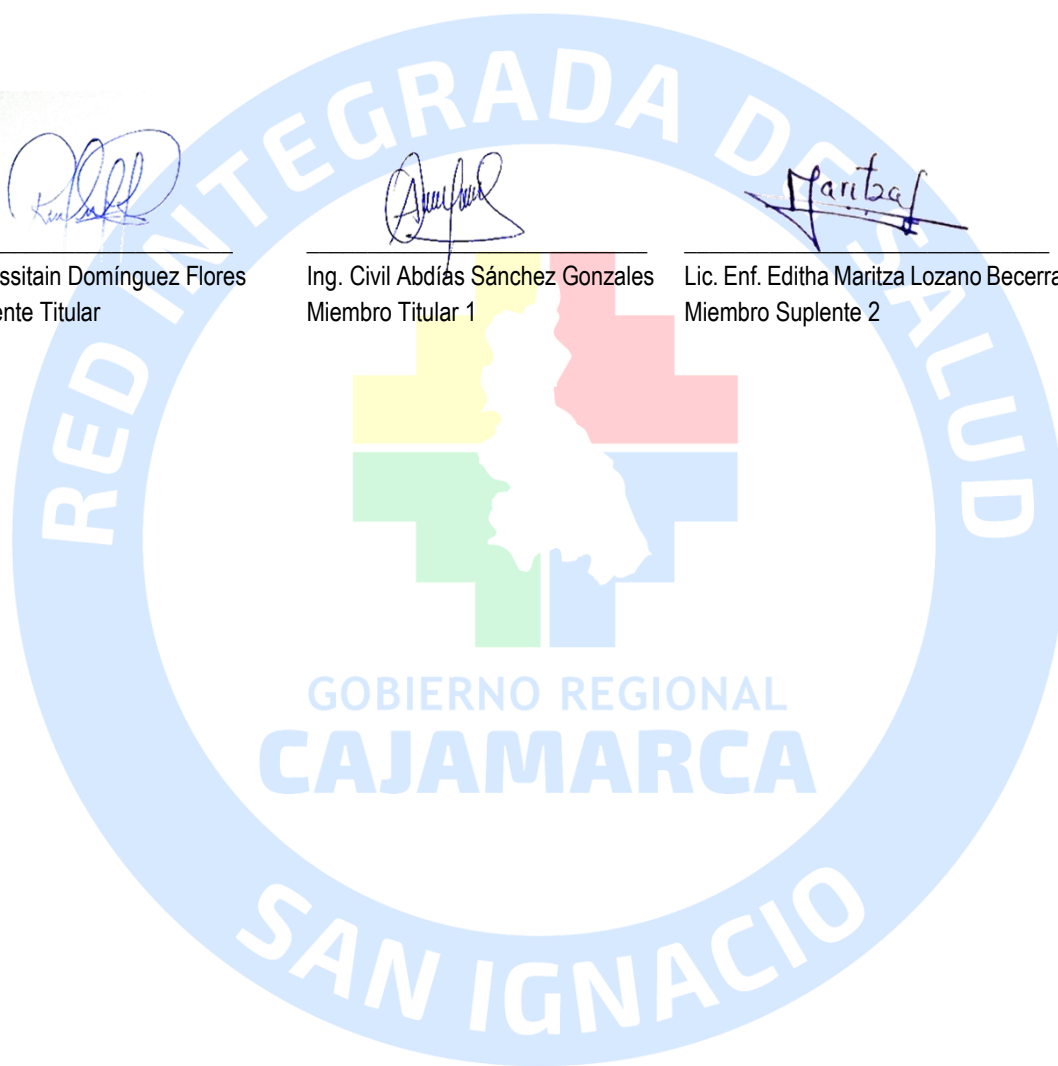 ssitain Domínguez Flores
ente Titular
Ing. Civil Abdías Sánchez Gonzales
Miembro Titular 1
Maritza
Lic. Enf. Editha Maritza Lozano Becerra
Miembro Suplente 2
RED INTEGRADA DE SALUD
GOBIERNO REGIONAL
CAJAMARCA
SAN IGNACIO